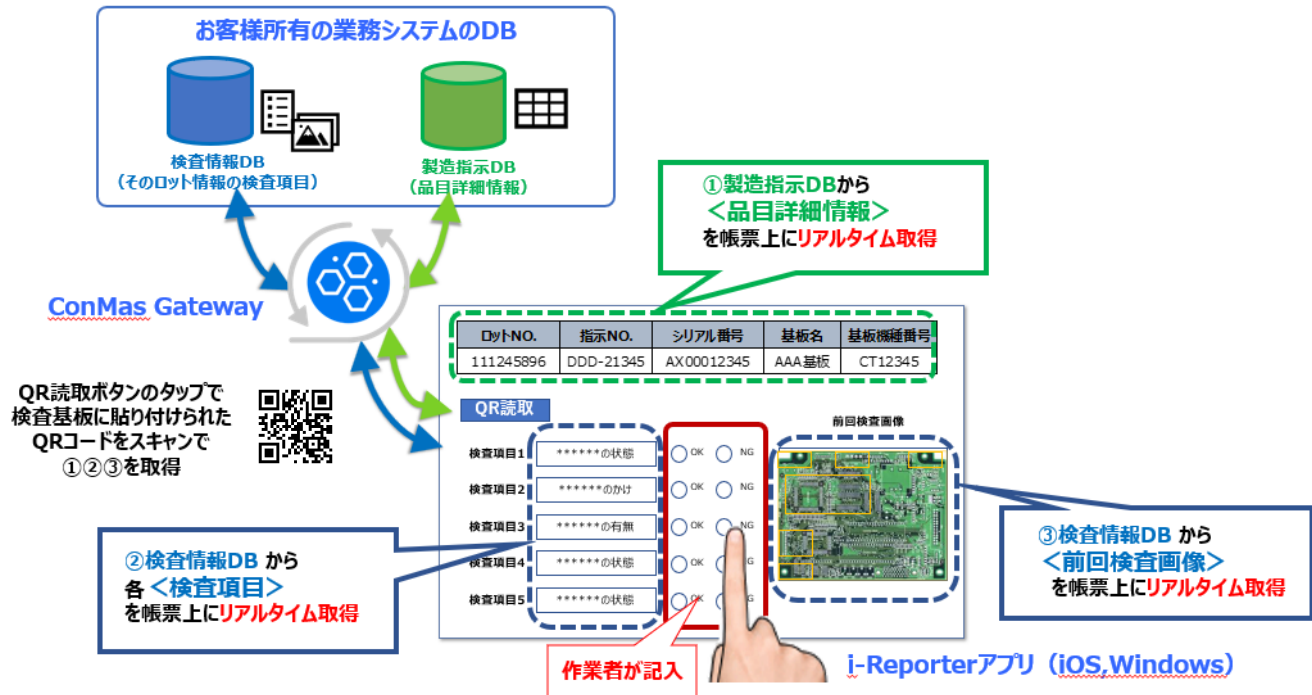 お客様所有の業務システムのDB
検査情報DB
（そのロット情報の検査項目）
製造指示DB
（品目詳細情報）
①製造指示DBから
＜品目詳細情報＞
を帳票上にリアルタイム取得
ConMas Gateway
ロットNO.	指示NO.	シリアル番号	基板名	基板機種番号
111245896	DDD-21345	AX00012345	AAA基板	CT12345
QR読取ボタンのタップで
検査基板に貼り付けられた
QRコードをスキャンで
①②③を取得
QR読取
前回検査画像
検査項目1 ******の状態 OK NG
検査項目2 ******のかけ OK NG
検査項目3 ******の有無 OK NG
検査項目4 ******の状態 OK G
検査項目5 ******の状態 OK G
②検査情報DB から
各＜検査項目＞
を帳票上にリアルタイム取得
③検査情報DB から
＜前回検査画像＞
を帳票上にリアルタイム取得
作業者が記入
i-Reporterアプリ（iOS,Windows）